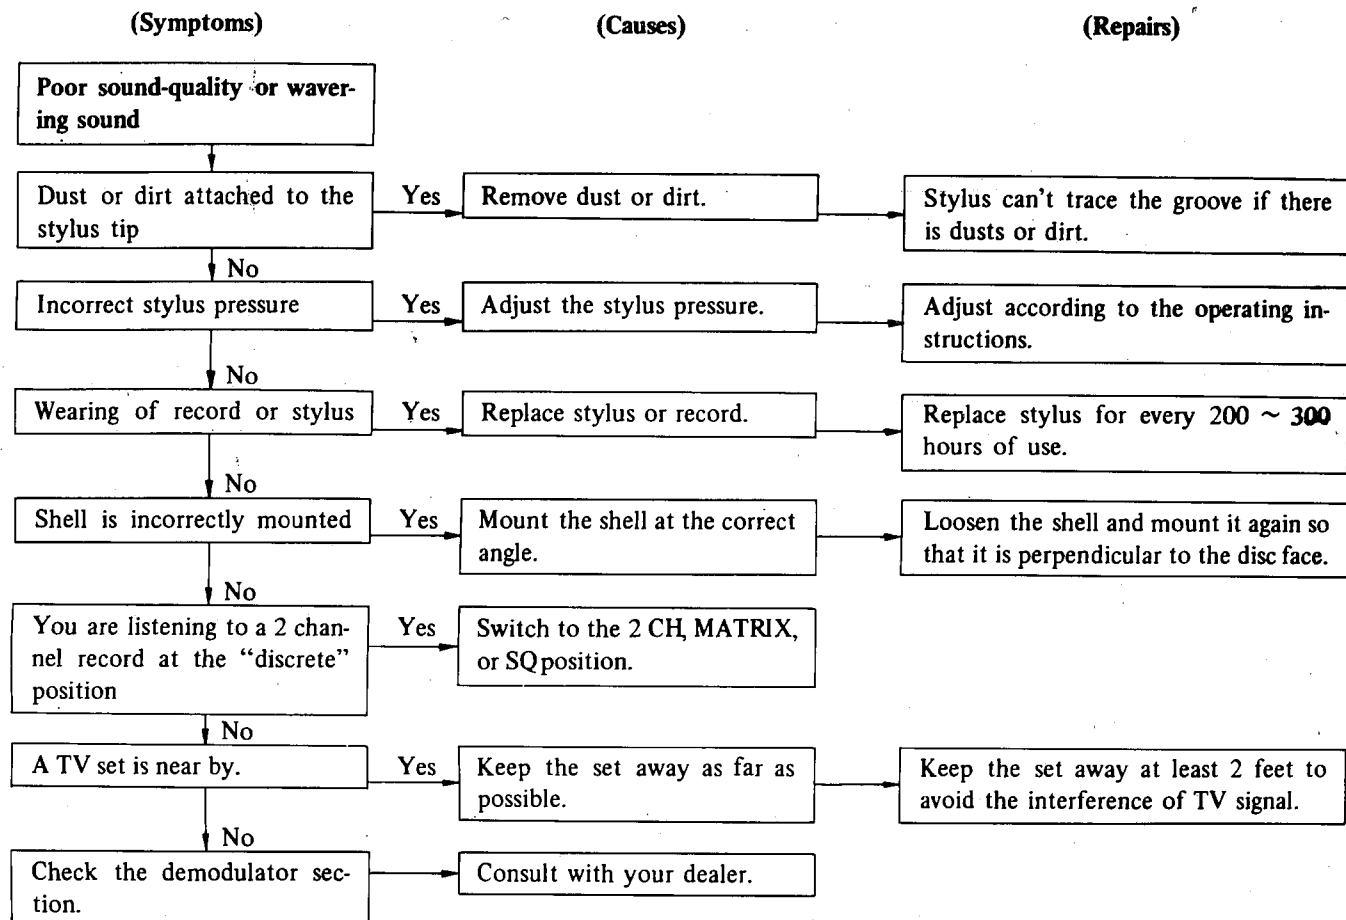 (Symptoms) (Causes) (Repairs)
Poor sound-quality or waver-
ing sound
Dust or dirt attached to the
stylus tip
Yes
Remove dust or dirt.
Stylus can't trace the groove if there
is dusts or dirt.
No
Incorrect stylus pressure
Yes
Adjust the stylus pressure.
Adjust according to the operating in-
structions.
No
Wearing of record or stylus
Yes
Replace stylus or record.
Replace stylus for every 200 ~ 300
hours of use.
No
Shell is incorrectly mounted
Yes
Mount the shell at the correct
angle.
Loosen the shell and mount it again so
that it is perpendicular to the disc face.
No
You are listening to a 2 chan-
nel record at the “discrete”
position
Yes
Switch to the 2 CH, MATRIX,
or SQ position.
No
A TV set is near by.
Yes
Keep the set away as far as
possible.
Keep the set away at least 2 feet to
avoid the interference of TV signal.
No
Check the demodulator sec-
tion.
Consult with your dealer.